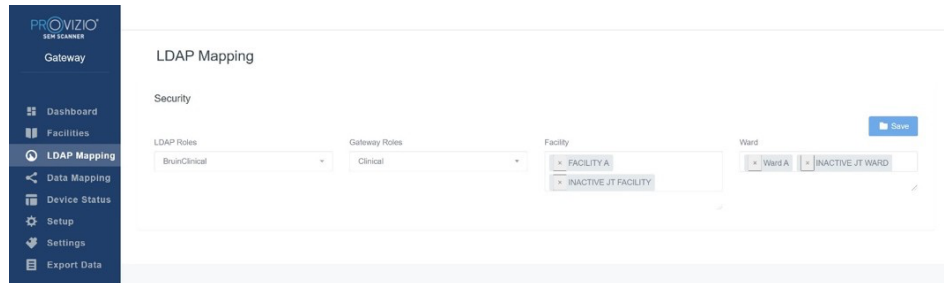 PROVIZIO®
SEM SCANNER
Gateway
Dashboard
Facilities
LDAP Mapping
Data Mapping
Device Status
Setup
Settings
Export Data
LDAP Mapping
Security
Save
LDAP Roles
Gateway Roles
Facility
Ward
BruinClinical
Clinical
× FACILITY A
× INACTIVE JT FACILITY
× Ward A × INACTIVE JT WARD